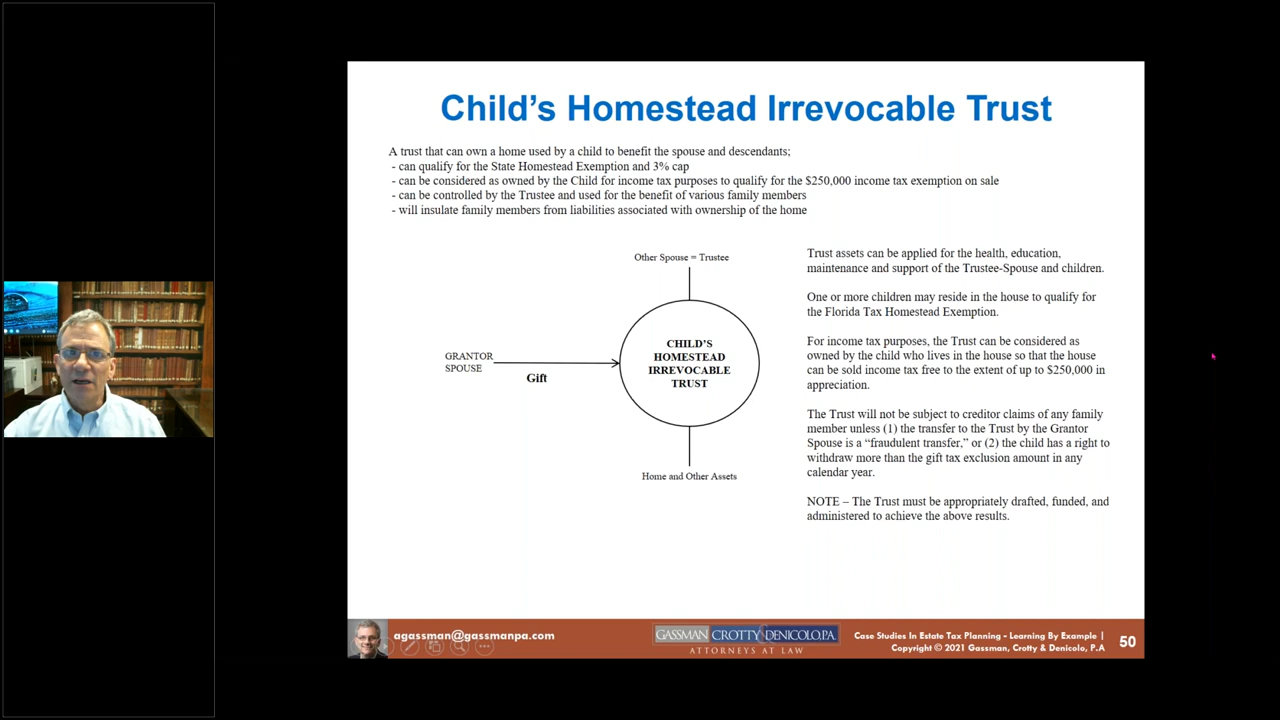 Child's Homestead Irrevocable Trust
A trust that can own a home used by a child to benefit the spouse and descendants;
- can qualify for the State Homestead Exemption and 3% cap
- can be considered as owned by the Child for income tax purposes to qualify for the $250,000 income tax exemption on sale
- can be controlled by the Trustee and used for the benefit of various family members
- will insulate family members from liabilities associated with ownership of the home
Other Spouse = Trustee
GRANTOR
SPOUSE
Gift
CHILD'S
HOMESTEAD
IRREVOCABLE
TRUST
Home and Other Assets
Trust assets can be applied for the health, education,
maintenance and support of the Trustee-Spouse and children.
One or more children may reside in the house to qualify for
the Florida Tax Homestead Exemption.
For income tax purposes, the Trust can be considered as
owned by the child who lives in the house so that the house
can be sold income tax free to the extent of up to $250,000 in
appreciation.
The Trust will not be subject to creditor claims of any family
member unless (1) the transfer to the Trust by the Grantor
Spouse is a “fraudulent transfer,” or (2) the child has a right to
withdraw more than the gift tax exclusion amount in any
calendar year.
NOTE – The Trust must be appropriately drafted, funded, and
administered to achieve the above results.
agassman@gassmanpa.com
GASSMAN CROTTY DENICOLO, P.A.
ATTORNEYS AT LAW
Case Studies In Estate Tax Planning - Learning By Example |
Copyright © 2021 Gassman, Crotty & Denicolo, P.A
50